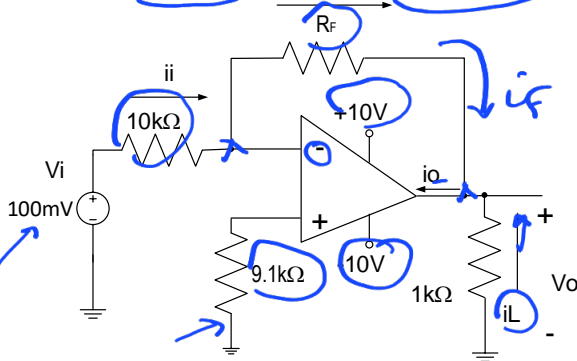 RF
ii
if
+10V
10kΩ
-
io
Vi
+
+
100mV
9.1kΩ
-10V
1kΩ
iL
Vo
-